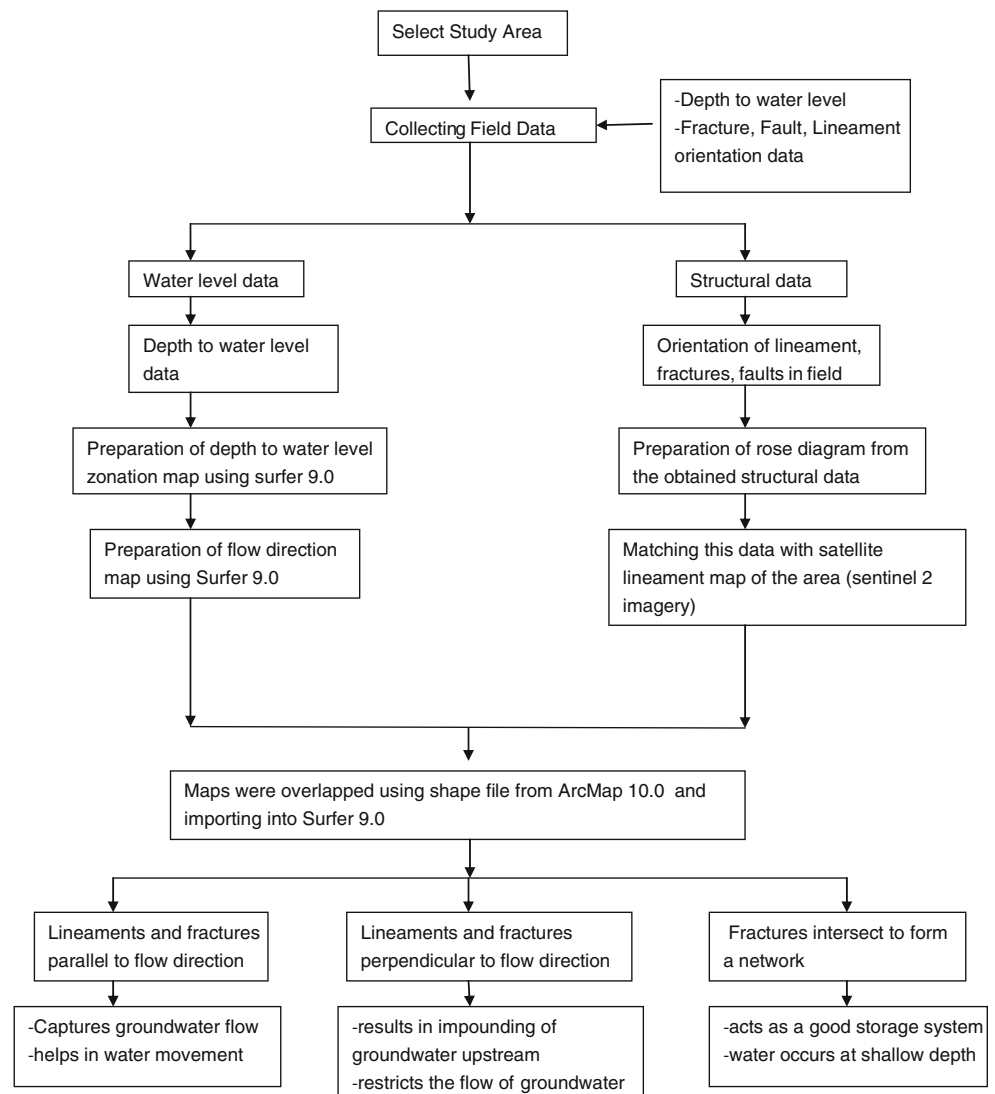 Select Study Area
Collecting Field Data
-Depth to water level
-Fracture, Fault, Lineament
orientation data
Water level data
Structural data
Depth to water level
data
Orientation of lineament,
fractures, faults in field
Preparation of depth to water level
zonation map using surfer 9.0
Preparation of rose diagram from
the obtained structural data
Preparation of flow direction
map using Surfer 9.0
Matching this data with satellite
lineament map of the area (sentinel 2
imagery)
Maps were overlapped using shape file from ArcMap 10.0 and
importing into Surfer 9.0
Lineaments and fractures
parallel to flow direction
Lineaments and fractures
perpendicular to flow direction
Fractures intersect to form
a network
-Captures groundwater flow
-helps in water movement
-results in impounding of
groundwater upstream
-restricts the flow of groundwater
-acts as a good storage system
-water occurs at shallow depth